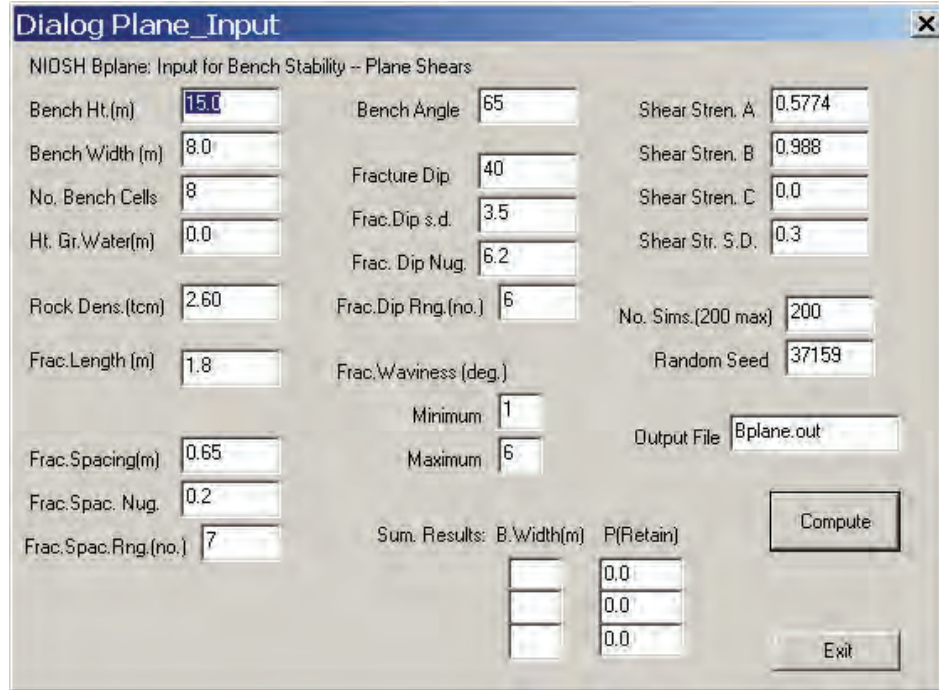 Dialog Plane_Input
NIOSH Bplane: Input for Bench Stability -- Plane Shears
Bench Ht.(m) 15.0
Bench Width (m) 8.0
No. Bench Cells 8
Ht. Gr.Water(m) 0.0
Rock Dens.(tcm) 2.60
Frac.Length (m) 1.8
Frac.Spacing(m) 0.65
Frac.Spac. Nug. 0.2
Frac.Spac.Rng.(no.) 7
Bench Angle 65
Fracture Dip 40
Frac.Dip s.d. 3.5
Frac. Dip Nug. 6.2
Frac.Dip Rng.(no.) 6
Frac.Waviness (deg.)
Minimum 1
Maximum 6
Shear Stren. A 0.5774
Shear Stren. B 0.988
Shear Stren. C 0.0
Shear Str. S.D. 0.3
No. Sims.(200 max) 200
Random Seed 37159
Output File Bplane.out
Compute
Sum. Results: B.Width(m) P(Retain)
0.0
0.0
0.0
Exit